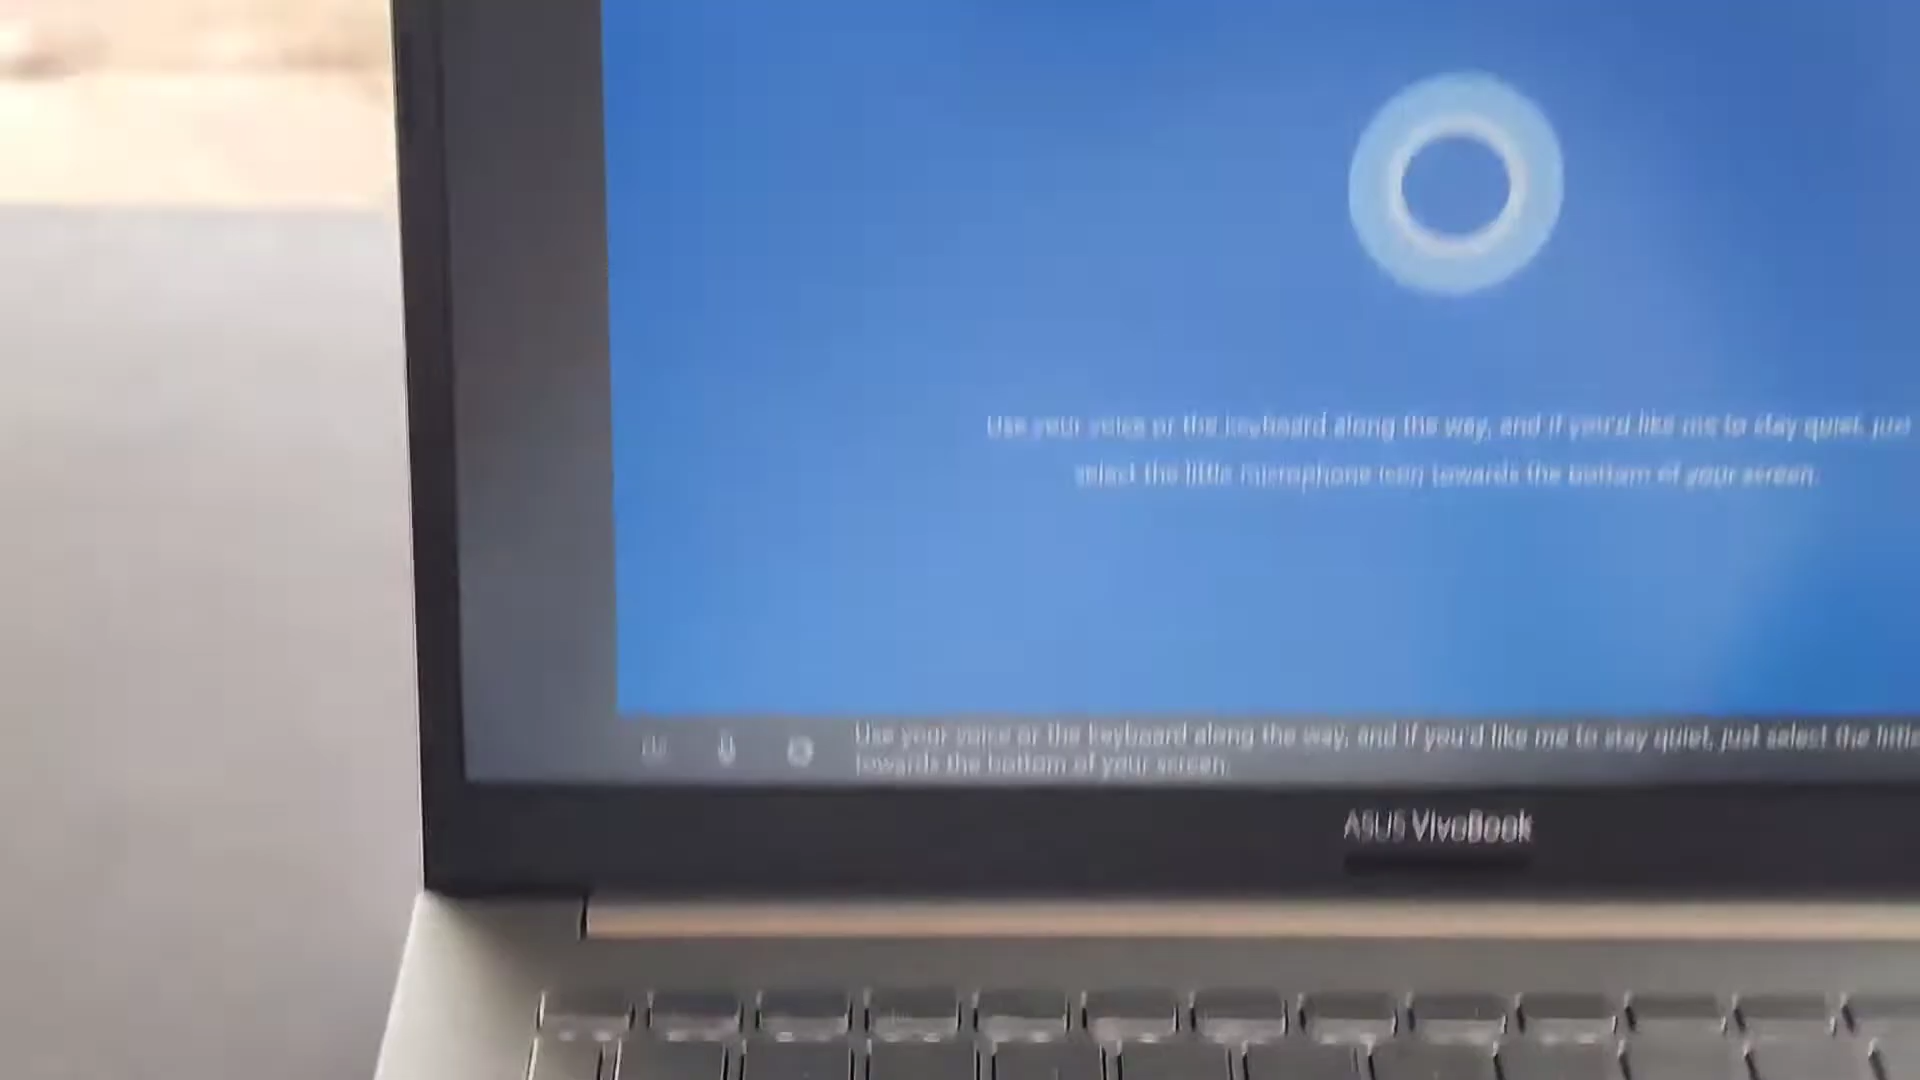 Use your voice or the keyboard along the way, and if you'd like me to stay quiet, just
select the little microphone icon towards the bottom of your screen.
Use your voice or the keyboard along the way, and if you'd like me to stay quiet, just select the little
towards the bottom of your screen.
ASUS VivoBook